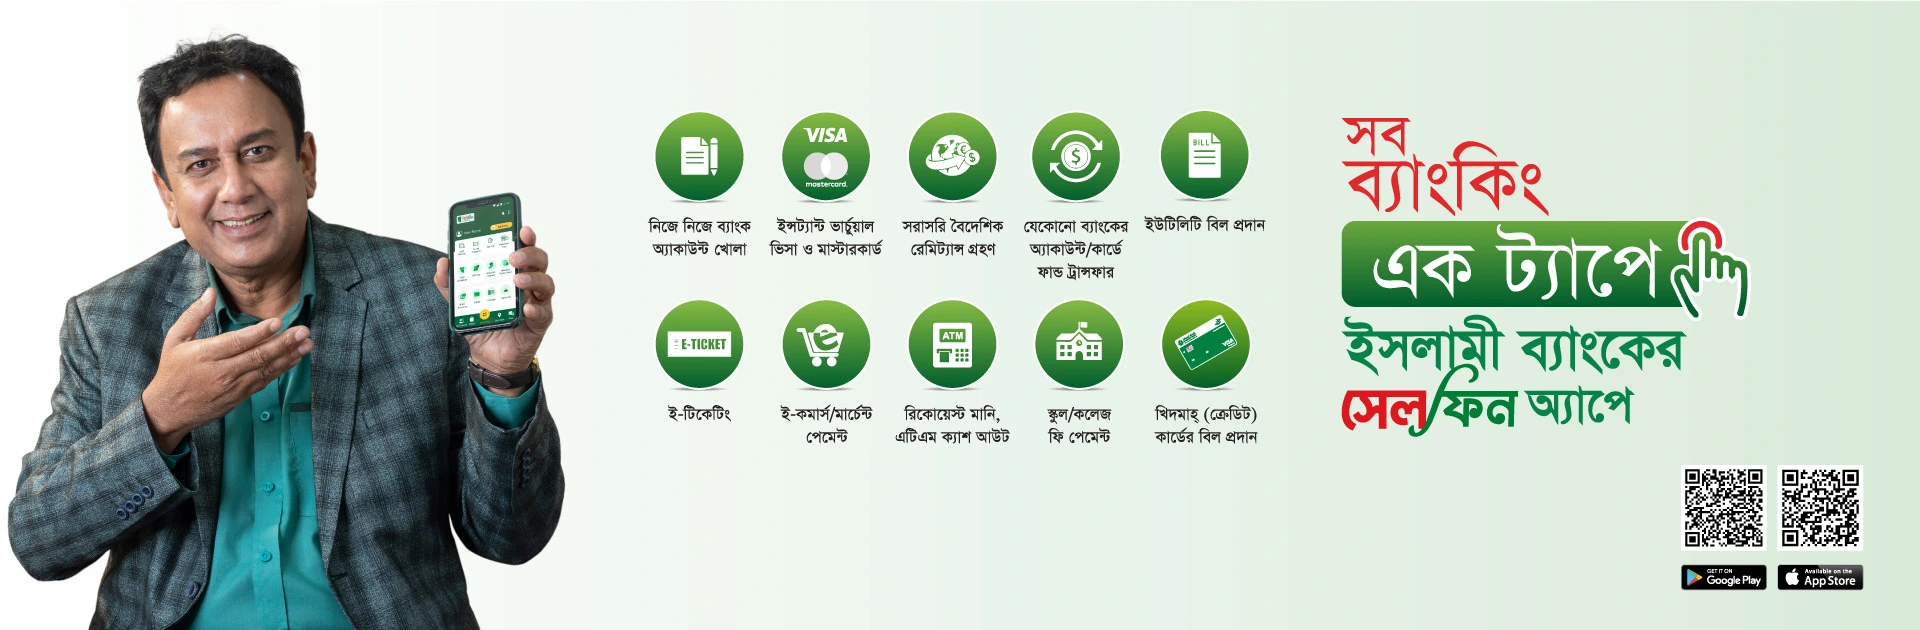 নিজে নিজে ব্যাংক
অ্যাকাউন্ট খোলা
VISA
mastercard.
ইন্সট্যান্ট ভার্চুয়াল
ভিসা ও মাস্টারকার্ড
সরাসরি বৈদেশিক
রেমিট্যান্স গ্রহণ
যেকোনো ব্যাংকের
অ্যাকাউন্ট/কার্ডে
ফান্ড ট্রান্সফার
BILL
ইউটিলিটি বিল প্রদান
E-TICKET
ই-টিকেটিং
ই-কমার্স/মার্চেন্ট
পেমেন্ট
ATM
রিকোয়েস্ট মানি,
এটিএম ক্যাশ আউট
স্কুল/কলেজ
ফি পেমেন্ট
VISA
খিদমাহ্ (ক্রেডিট)
কার্ডের বিল প্রদান
সব
ব্যাংকিং
এক ট্যাপে
ইসলামী ব্যাংকের
সেলফিন অ্যাপে
GET IT ON
Google Play
Available on the
App Store